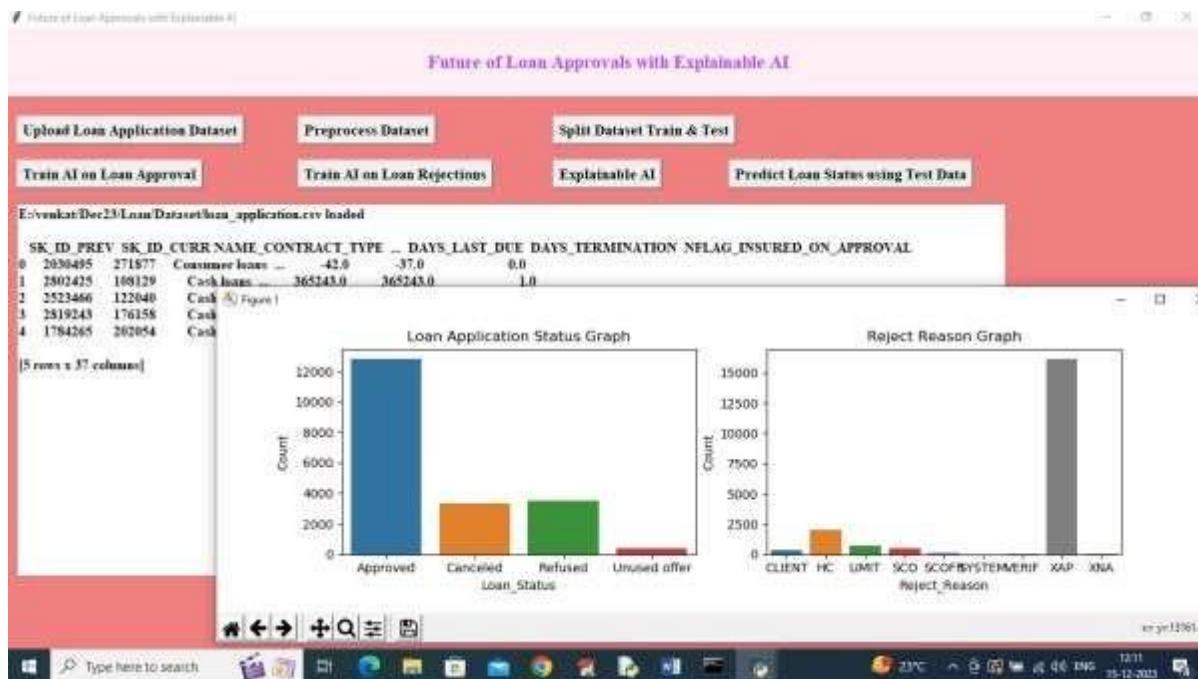 Future of Loan Approvals with Explainable AI
Future of Loan Approvals with Explainable AI
Upload Loan Application Dataset Preprocess Dataset Split Dataset Train & Test
Train AI on Loan Approval Train AI on Loan Rejections Explainable AI Predict Loan Status using Test Data
E:/venkat/Dec23/Loan/Dataset/loan_application.csv loaded
SK_ID_PREV SK_ID_CURR NAME_CONTRACT_TYPE ... DAYS_LAST_DUE DAYS_TERMINATION NFLAG_INSURED_ON_APPROVAL
0 2030495 271877 Consumer loans ... -42.0 -37.0 0.0
1 2802425 108129 Cash loans ... 365243.0 365243.0 1.0
2 2523466 122040 Cash
3 2819243 176158 Cash
4 1784265 202054 Cash
[5 rows x 37 columns]
Figure 1
Loan Application Status Graph
12000
10000
8000
6000
4000
2000
0
Count
Approved Canceled Refused Unused offer
Loan_Status
Reject Reason Graph
15000
12500
10000
7500
5000
2500
0
Count
CLIENT HC LIMIT SCO SCOFR SYSTEM VERIF XAP XNA
Reject_Reason
Type here to search
23°C
ENG
12:11
15-12-2023